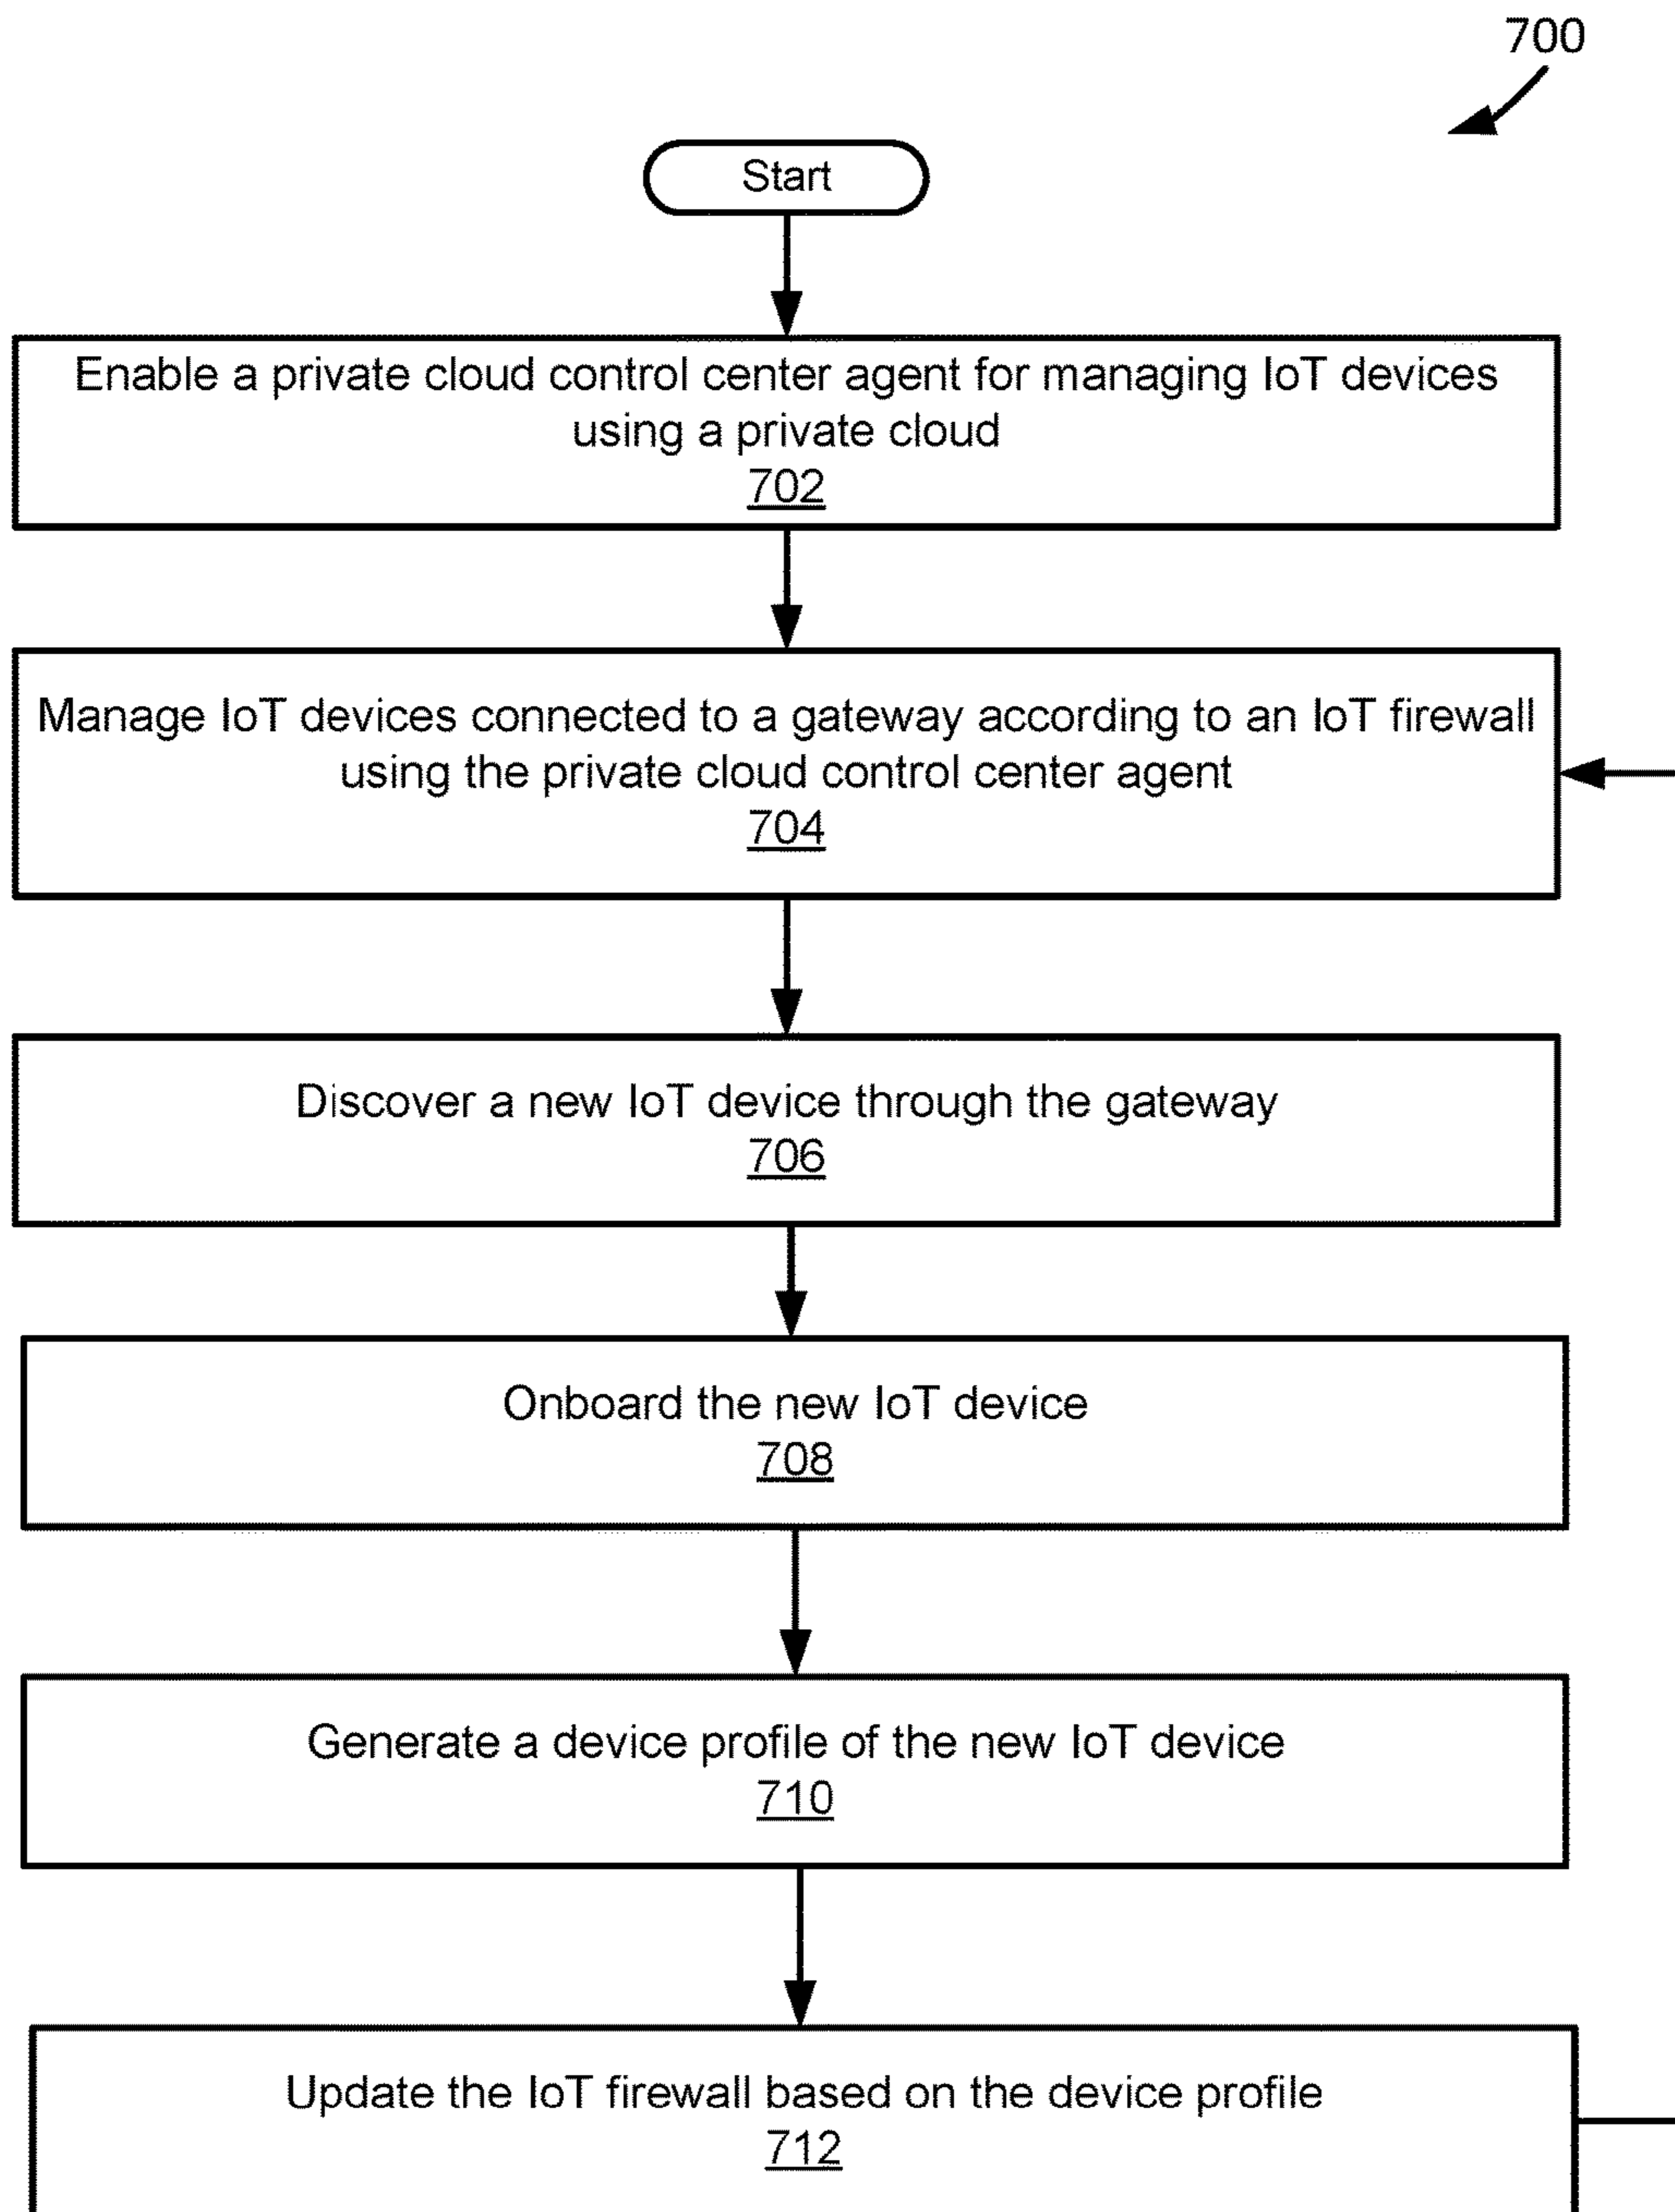 700
Start
Enable a private cloud control center agent for managing IoT devices
using a private cloud
702
Manage IoT devices connected to a gateway according to an IoT firewall
using the private cloud control center agent
704
Discover a new IoT device through the gateway
706
Onboard the new IoT device
708
Generate a device profile of the new IoT device
710
Update the IoT firewall based on the device profile
712